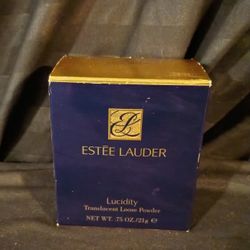 EL
ESTĒE LAUDER
Lucidity
Translucent Loose Powder
NET WT. .75 OZ./21g ℮